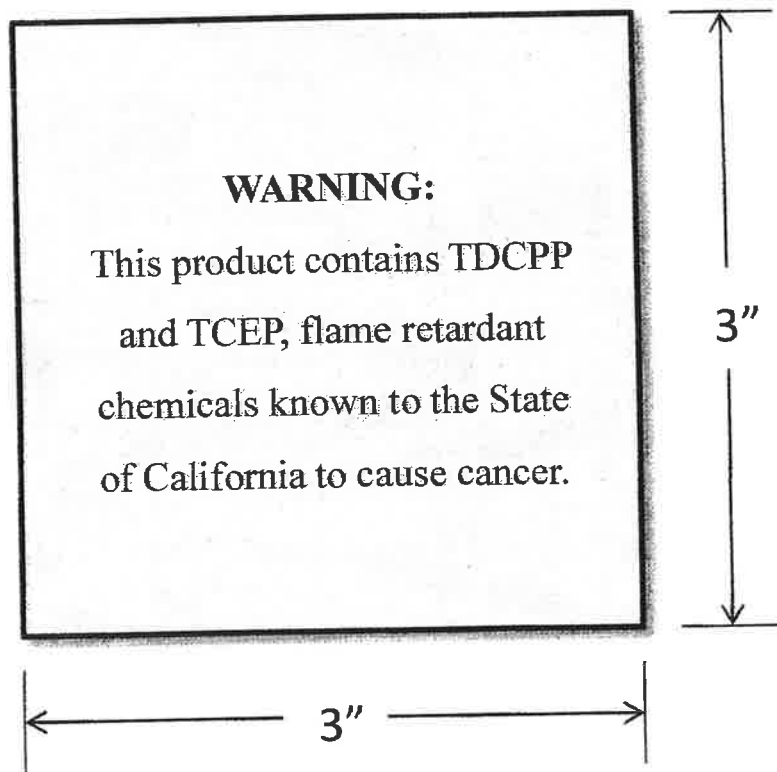 WARNING:
This product contains TDCPP
and TCEP, flame retardant
chemicals known to the State
of California to cause cancer.
3"
3"